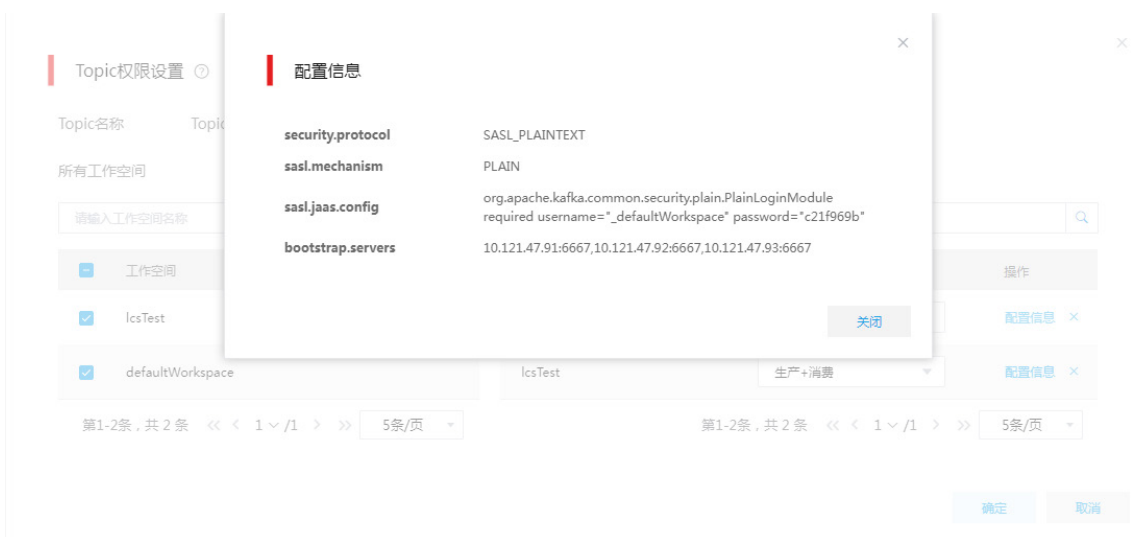 Topic权限设置
配置信息
Topic名称 Topic
security.protocol SASL_PLAINTEXT
所有工作空间
sasl.mechanism PLAIN
sasl.jaas.config org.apache.kafka.common.security.plain.PlainLoginModule
required username="_defaultWorkspace" password="c21f969b"
请输入工作空间名称
bootstrap.servers 10.121.47.91:6667,10.121.47.92:6667,10.121.47.93:6667
工作空间 操作
lcsTest 配置信息
关闭
defaultWorkspace lcsTest 生产+消费 配置信息
第1-2条，共 2 条 << < 1 /1 > >> 5条/页 第1-2条，共 2 条 << < 1 /1 > >> 5条/页
确定 取消